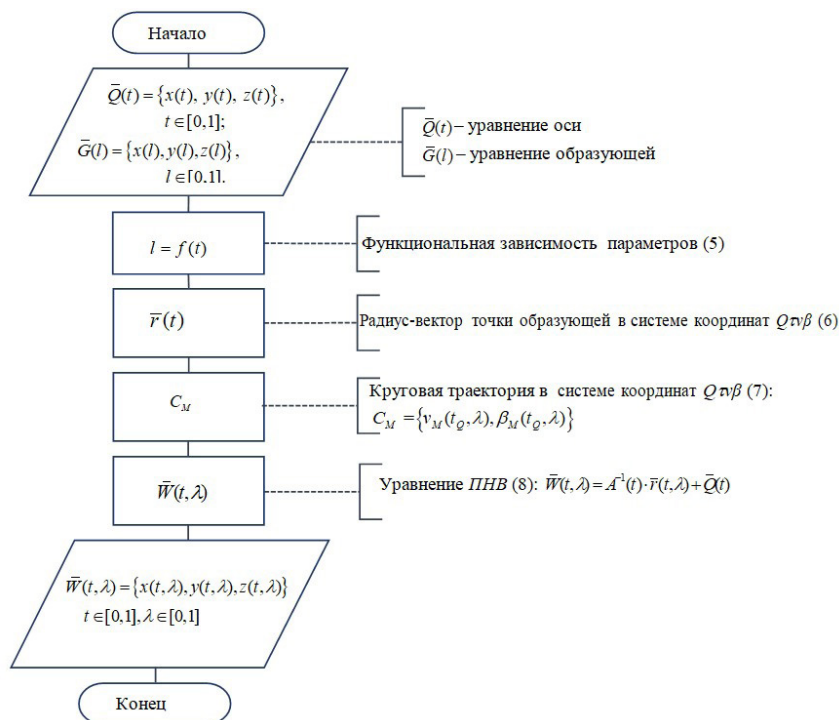 Начало
Q̄(t) = {x(t), y(t), z(t)},
t∈[0,1];
Ḡ(l) = {x(l), y(l), z(l)},
l∈[0.1].
Q̄(t) – уравнение оси
Ḡ(l) – уравнение образующей
l = f(t)
Функциональная зависимость параметров (5)
r̄(t)
Радиус-вектор точки образующей в системе координат Qτνβ (6)
C_M
Круговая траектория в системе координат Qτνβ (7):
C_M = {ν_M(t_Q, λ), β_M(t_Q, λ)}
W̄(t, λ)
Уравнение ПНВ (8): W̄(t, λ) = A⁻¹(t)·r̄(t, λ) + Q̄(t)
W̄(t, λ) = {x(t, λ), y(t, λ), z(t, λ)}
t∈[0,1], λ∈[0,1]
Конец